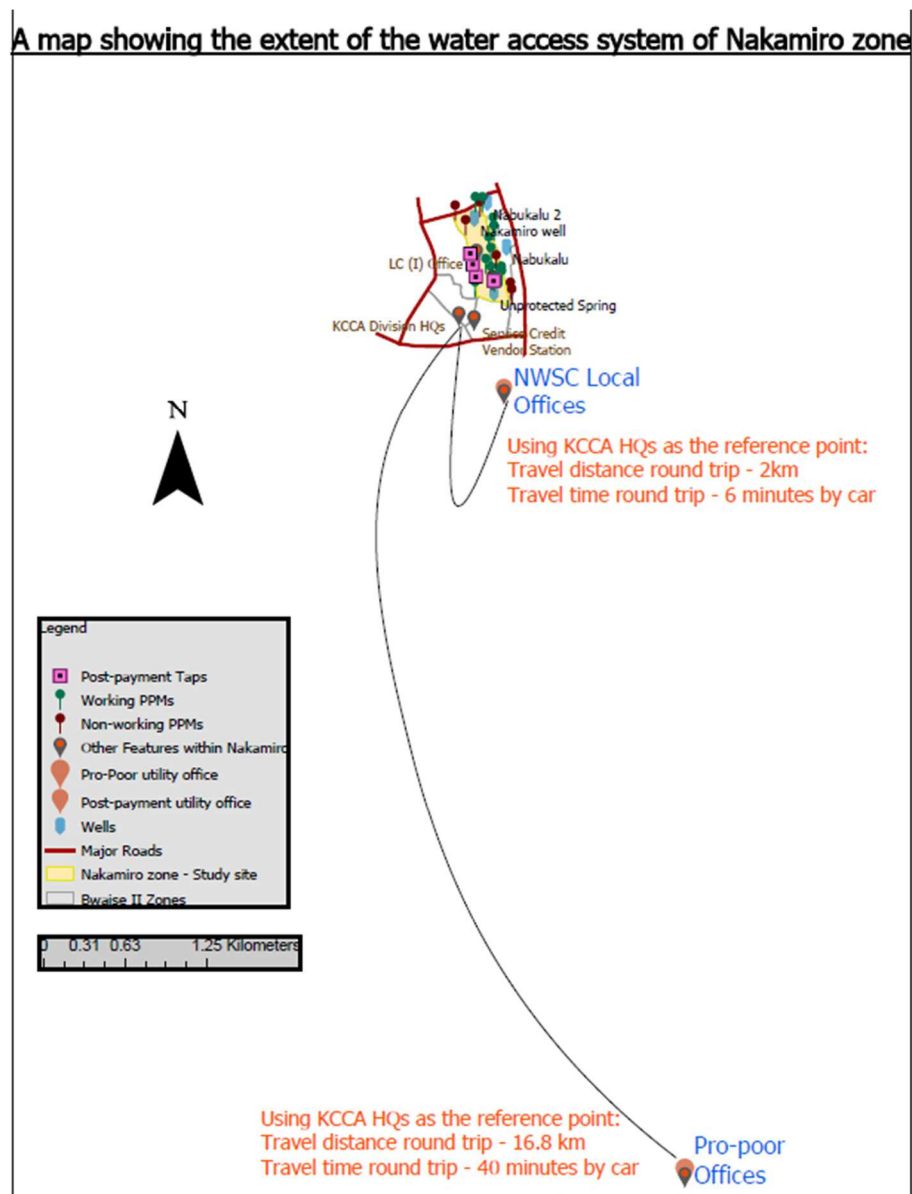 A map showing the extent of the water access system of Nakamiro zone
Nabukalu 2
Nakamiro well
LC (I) Office
Nabukalu
Unprotected Spring
KCCA Division HQs
Service Credit
Vendor Station
NWSC Local
Offices
N
Using KCCA HQs as the reference point:
Travel distance round trip - 2km
Travel time round trip - 6 minutes by car
Legend
Post-payment Taps
Working PPMs
Non-working PPMs
Other Features within Nakamiro
Pro-Poor utility office
Post-payment utility office
Wells
Major Roads
Nakamiro zone - Study site
Bwaise II Zones
0 0.31 0.63 1.25 Kilometers
Using KCCA HQs as the reference point:
Travel distance round trip - 16.8 km
Travel time round trip - 40 minutes by car
Pro-poor
Offices